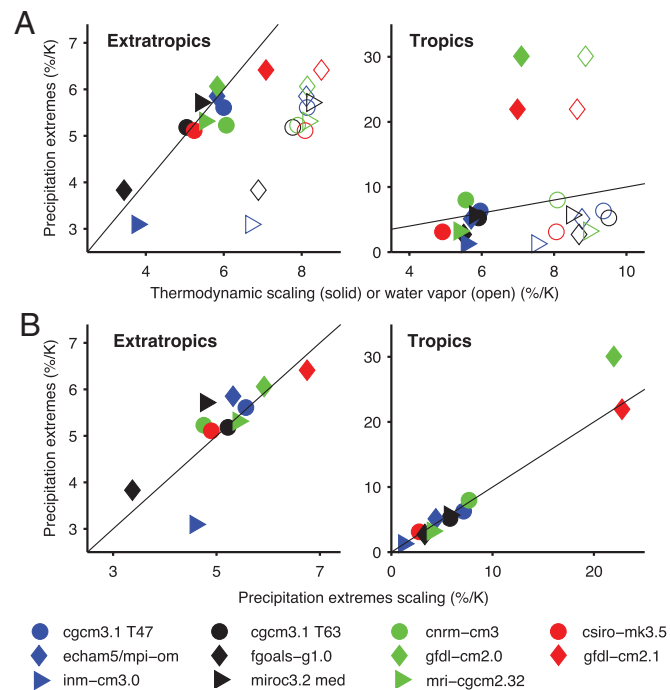 A
Extratropics
Tropics
Precipitation extremes (%/K)
7
6
5
4
3
30
20
10
0
4 6 8
4 6 8 10
Thermodynamic scaling (solid) or water vapor (open) (%/K)
B
Extratropics
Tropics
Precipitation extremes (%/K)
7
6
5
4
3
30
20
10
0
3 5 7
0 10 20
Precipitation extremes scaling (%/K)
cgcm3.1 T47 cgcm3.1 T63 cnrm−cm3 csiro−mk3.5
echam5/mpi−om fgoals−g1.0 gfdl−cm2.0 gfdl−cm2.1
inm−cm3.0 miroc3.2 med mri−cgcm2.32